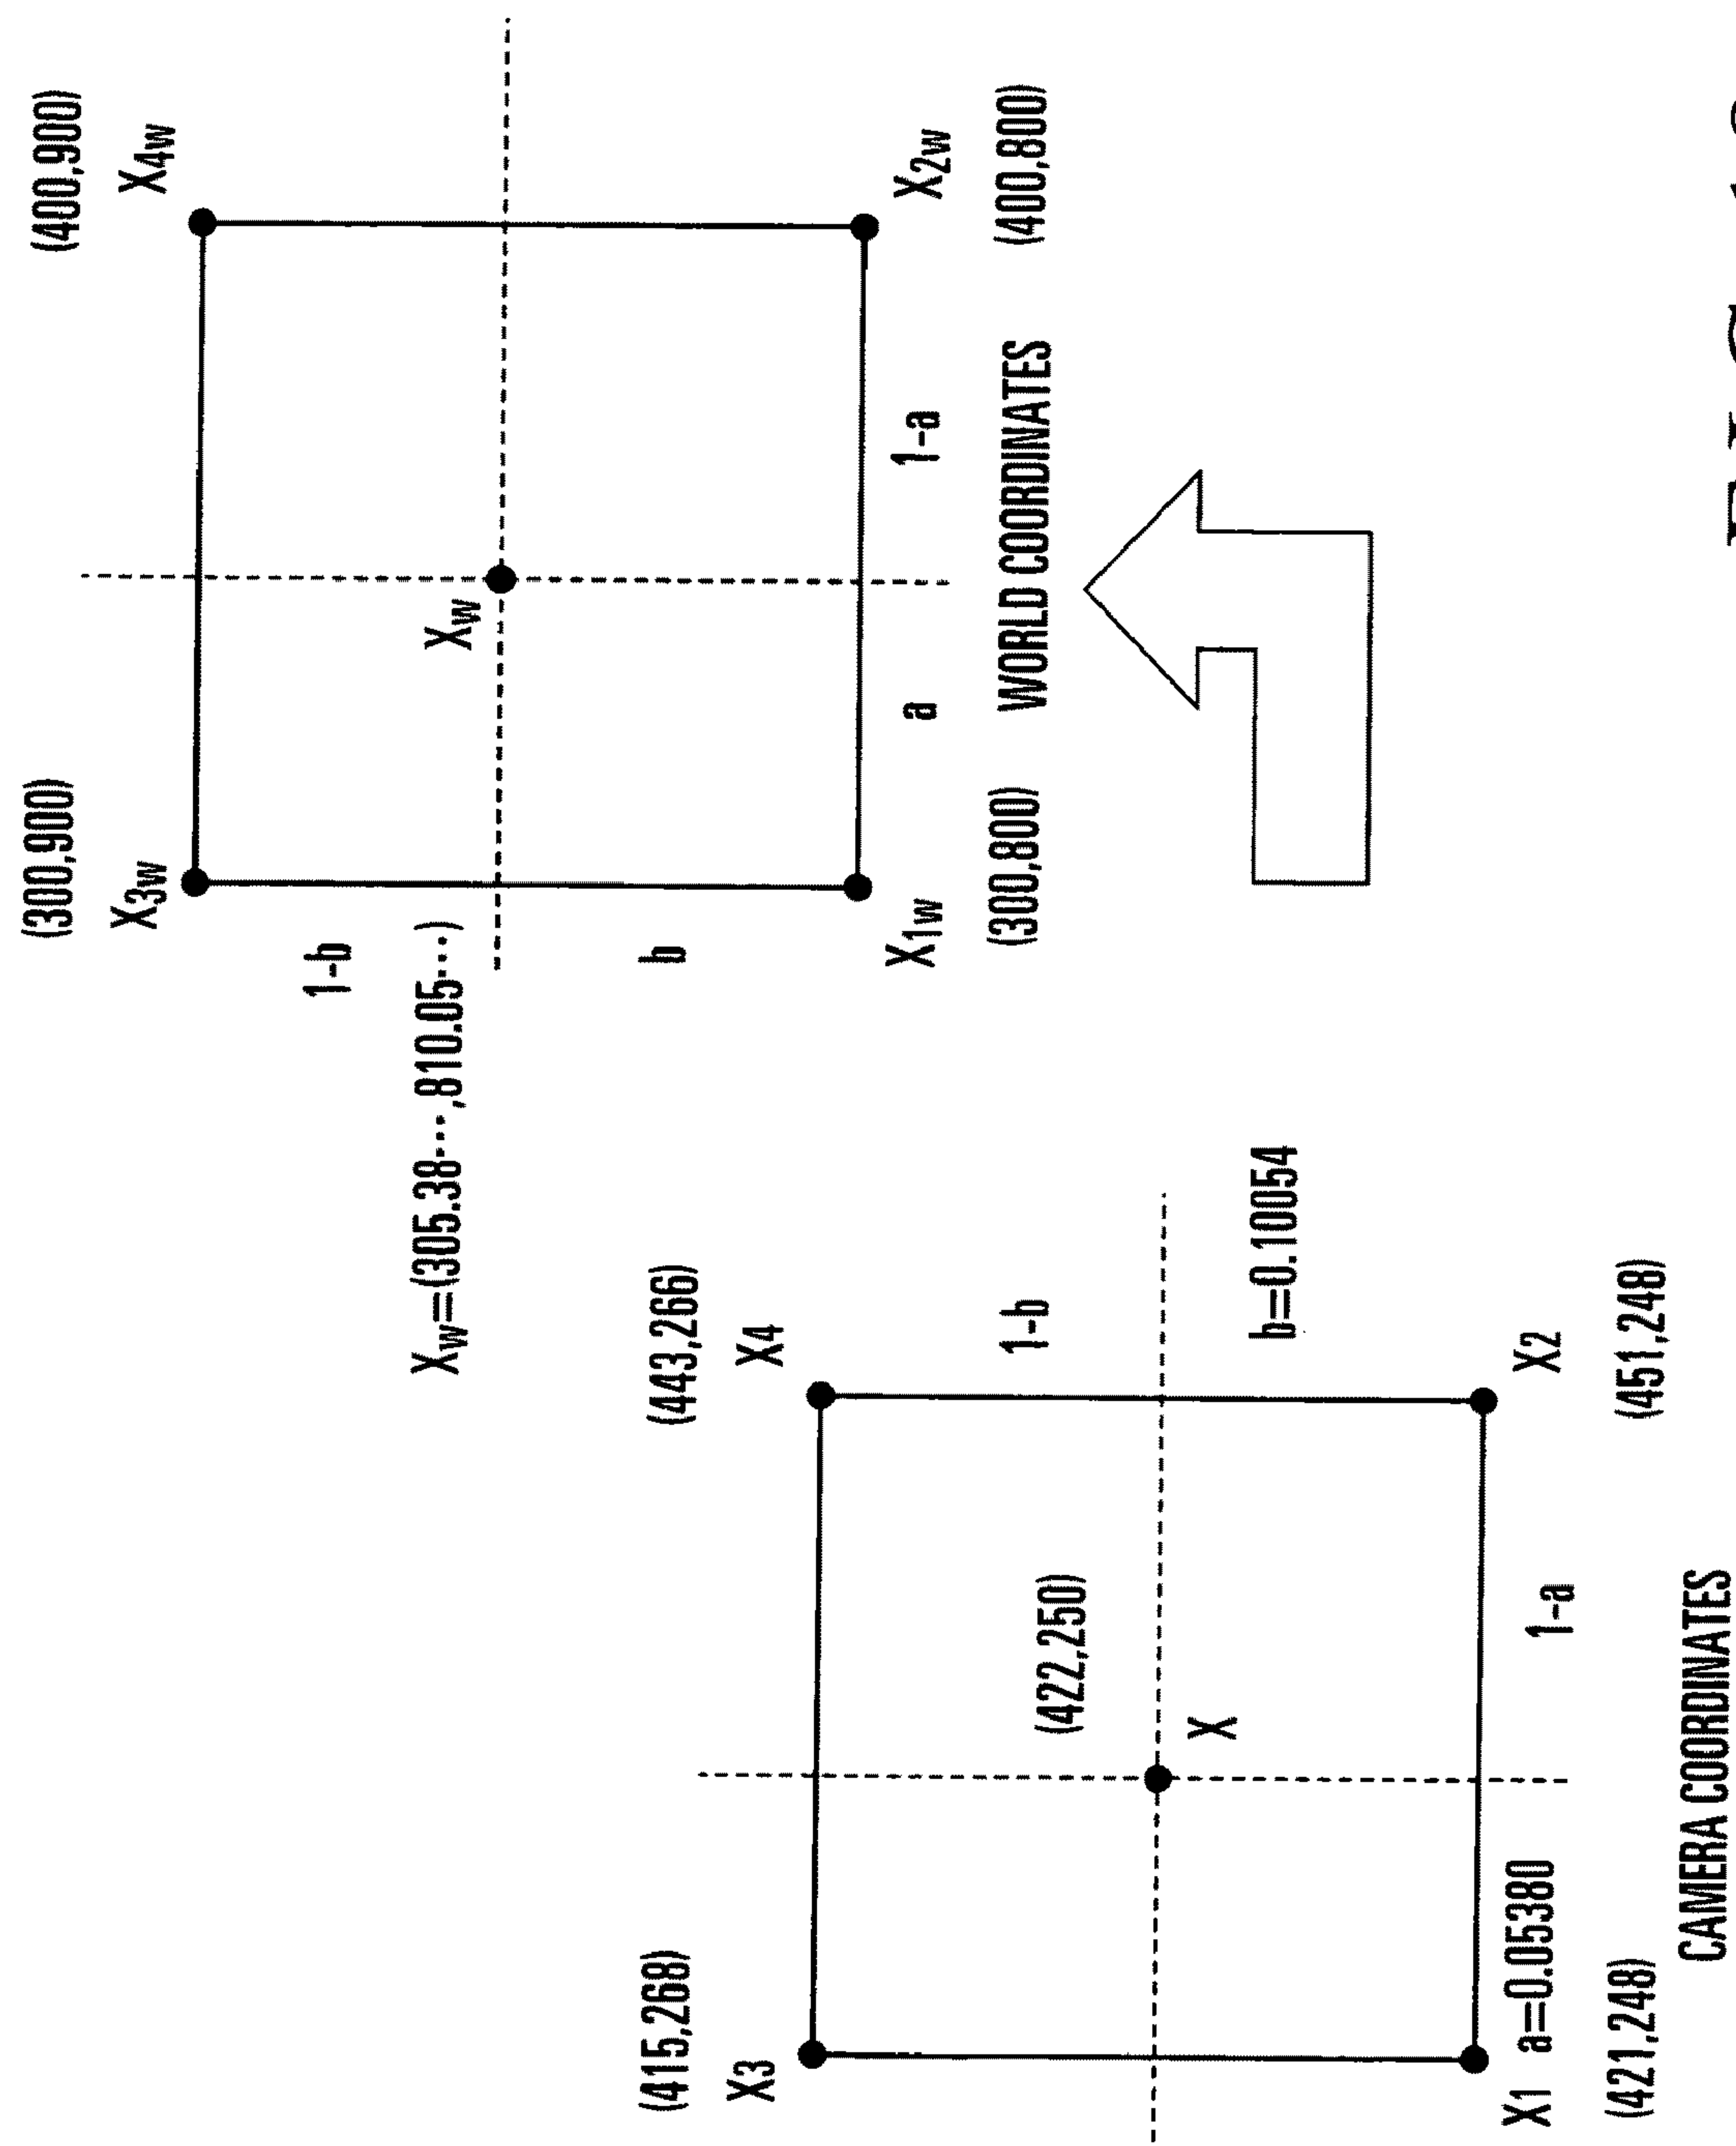 (300,900)
(400,900)
X3w
X4w
1-b
Xw
Xw=(305.38···,810.05···)
b
a
1-a
X1w
X2w
(300,800)
WORLD COORDINATES
(400,800)
(415,268)
(443,266)
X3
X4
(422,250)
1-b
X
b=0.10054
X1
a=0.05380
1-a
X2
(421,248)
(451,248)
CAMERA COORDINATES